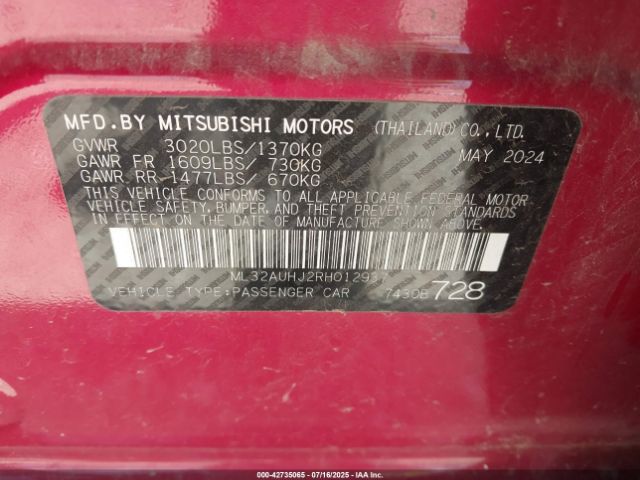 MFD.BY MITSUBISHI MOTORS (THAILAND) CO.,LTD.
GVWR 3020LBS/1370KG MAY 2024
GAWR FR 1609LBS/ 730KG
GAWR RR 1477LBS/ 670KG
THIS VEHICLE CONFORMS TO ALL APPLICABLE FEDERAL MOTOR
VEHICLE SAFETY, BUMPER, AND THEFT PREVENTION STANDARDS
IN EFFECT ON THE DATE OF MANUFACTURE SHOWN ABOVE.
VEHICLE TYPE:PASSENGER CAR 7430B 728
000-42735065 - 07/16/2025 - IAA Inc.